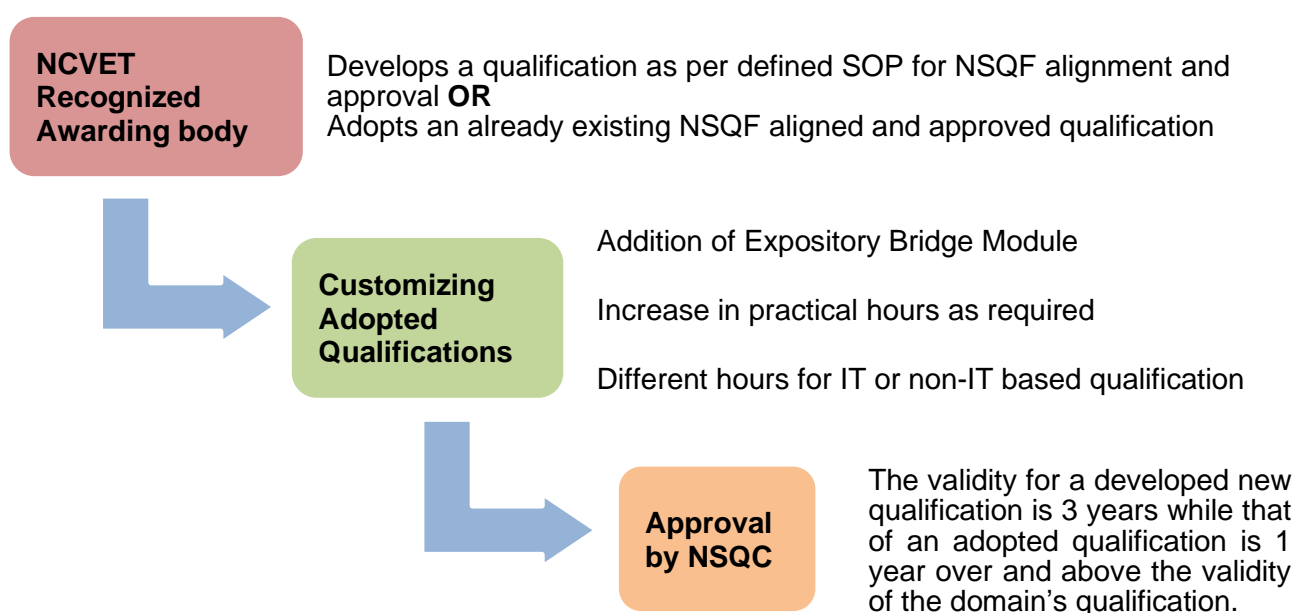 NCVET
Recognized
Awarding body
Develops a qualification as per defined SOP for NSQF alignment and
approval OR
Adopts an already existing NSQF aligned and approved qualification
Customizing
Adopted
Qualifications
Addition of Expository Bridge Module
Increase in practical hours as required
Different hours for IT or non-IT based qualification
Approval
by NSQC
The validity for a developed new
qualification is 3 years while that
of an adopted qualification is 1
year over and above the validity
of the domain's qualification.